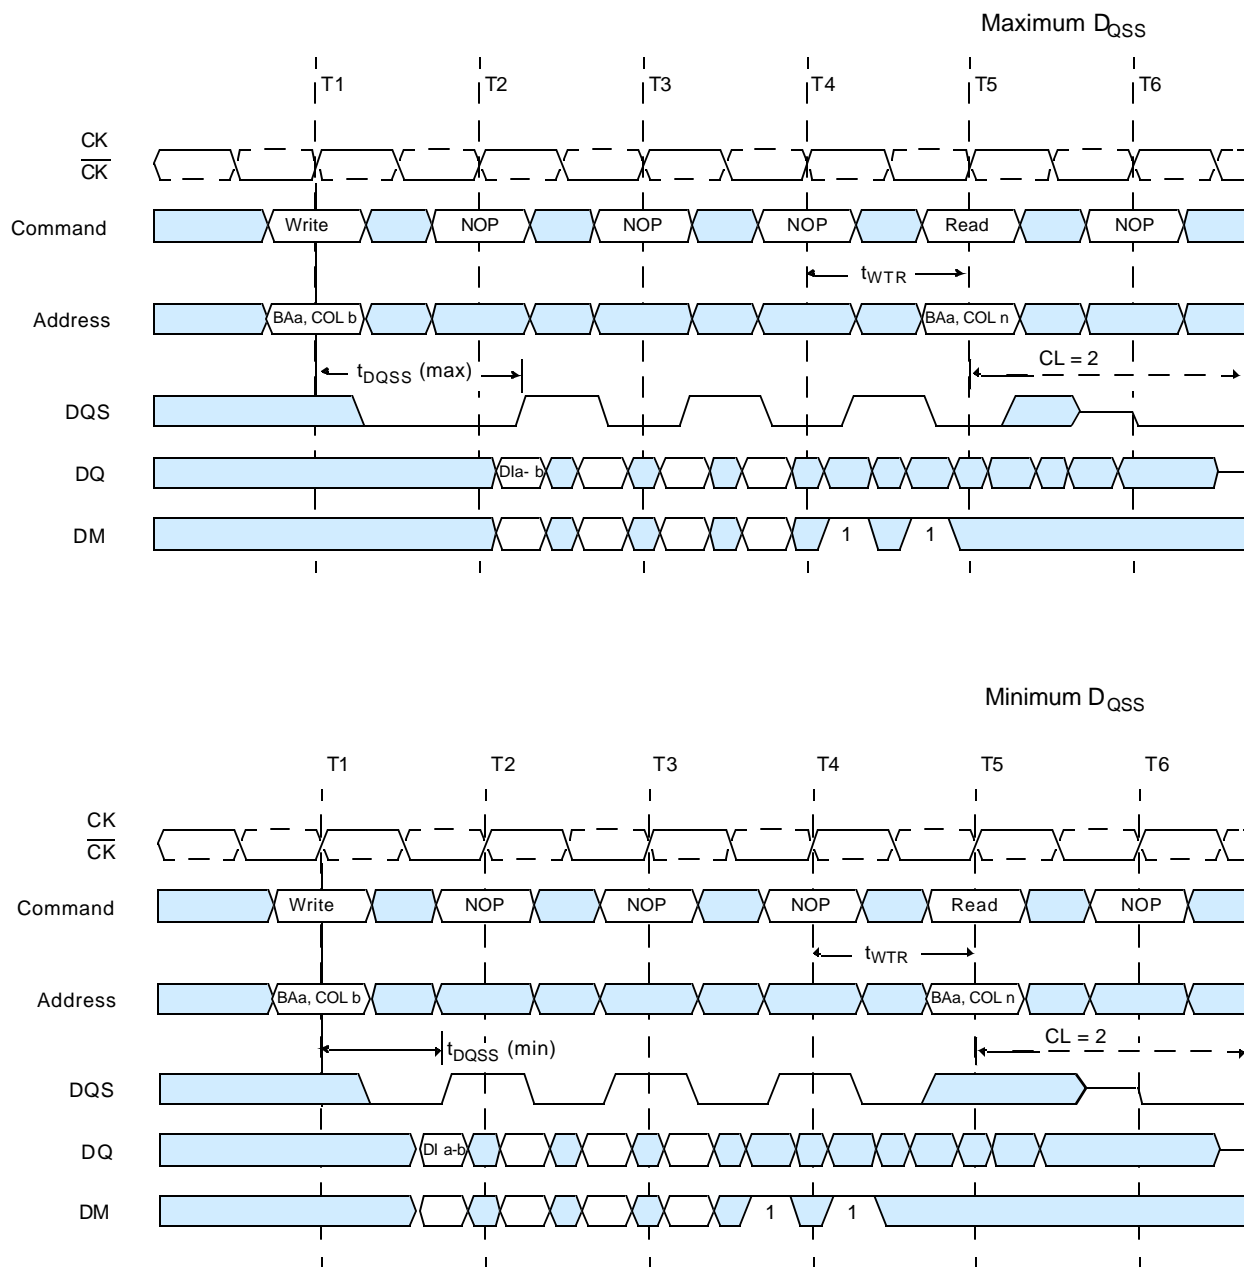 Maximum DQSS
T1 T2 T3 T4 T5 T6
CK
CK
Command Write NOP NOP NOP Read NOP
tWTR
Address BAa, COL b BAa, COL n
tDQSS (max) CL = 2
DQS
DQ DIa- b
DM 1 1
Minimum DQSS
T1 T2 T3 T4 T5 T6
CK
CK
Command Write NOP NOP NOP Read NOP
tWTR
Address BAa, COL b BAa, COL n
tDQSS (min) CL = 2
DQS
DQ DI a-b
DM 1 1